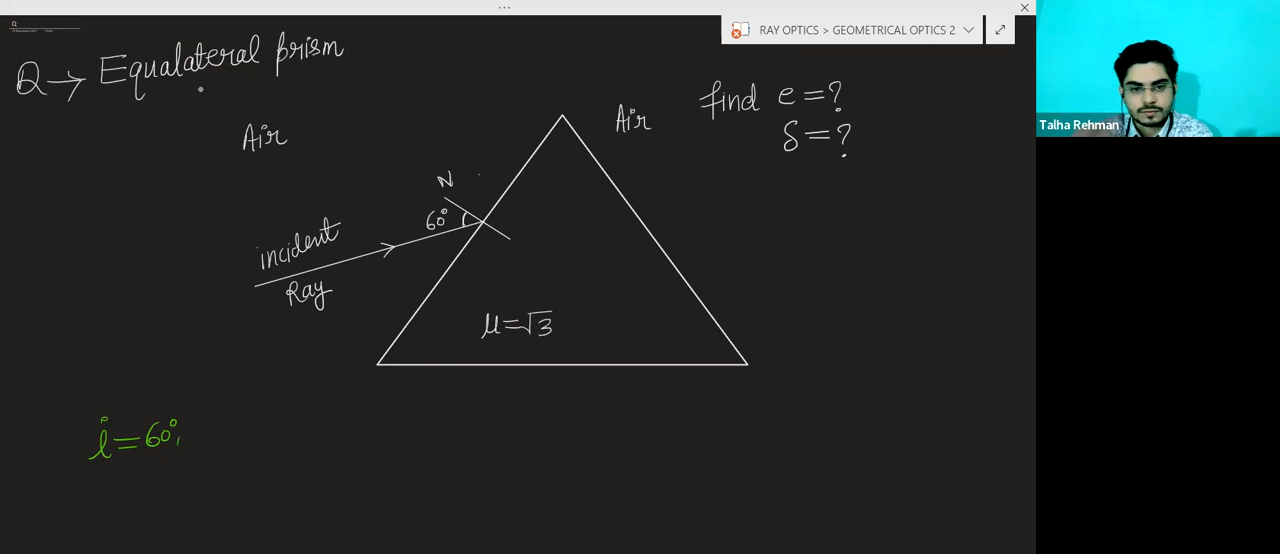 RAY OPTICS > GEOMETRICAL OPTICS 2
Q → Equalateral prism
find e = ?
δ = ?
Air
Air
N
60°
incident
Ray
μ = √3
i = 60°,
Talha Rehman